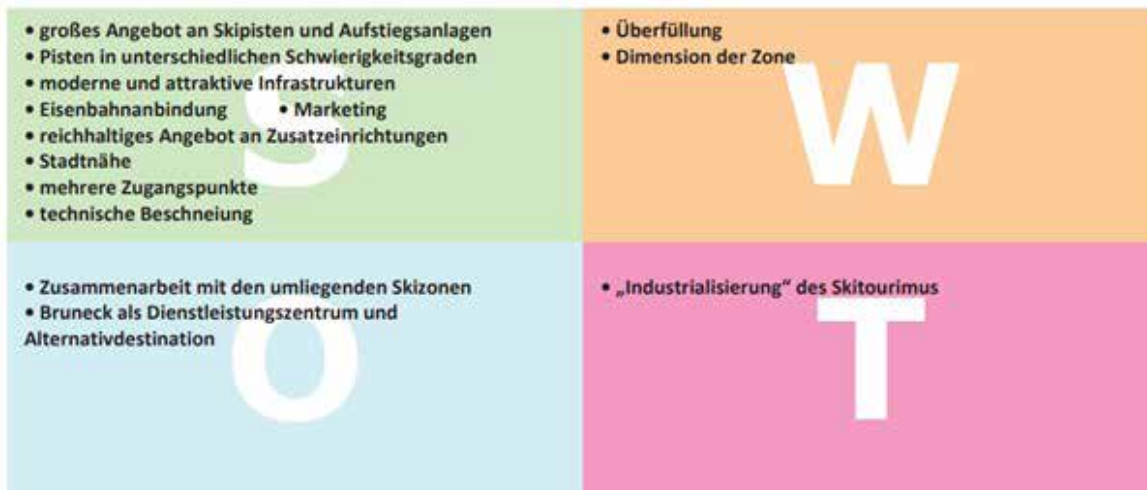 • großes Angebot an Skipisten und Aufstiegsanlagen
• Pisten in unterschiedlichen Schwierigkeitsgraden
• moderne und attraktive Infrastrukturen
• Eisenbahnanbindung • Marketing
• reichhaltiges Angebot an Zusatzeinrichtungen
• Stadtnähe
• mehrere Zugangspunkte
• technische Beschneiung
S
• Überfüllung
• Dimension der Zone
W
• Zusammenarbeit mit den umliegenden Skizonen
• Bruneck als Dienstleistungszentrum und
Alternativdestination
O
• „Industrialisierung“ des Skitourimus
T